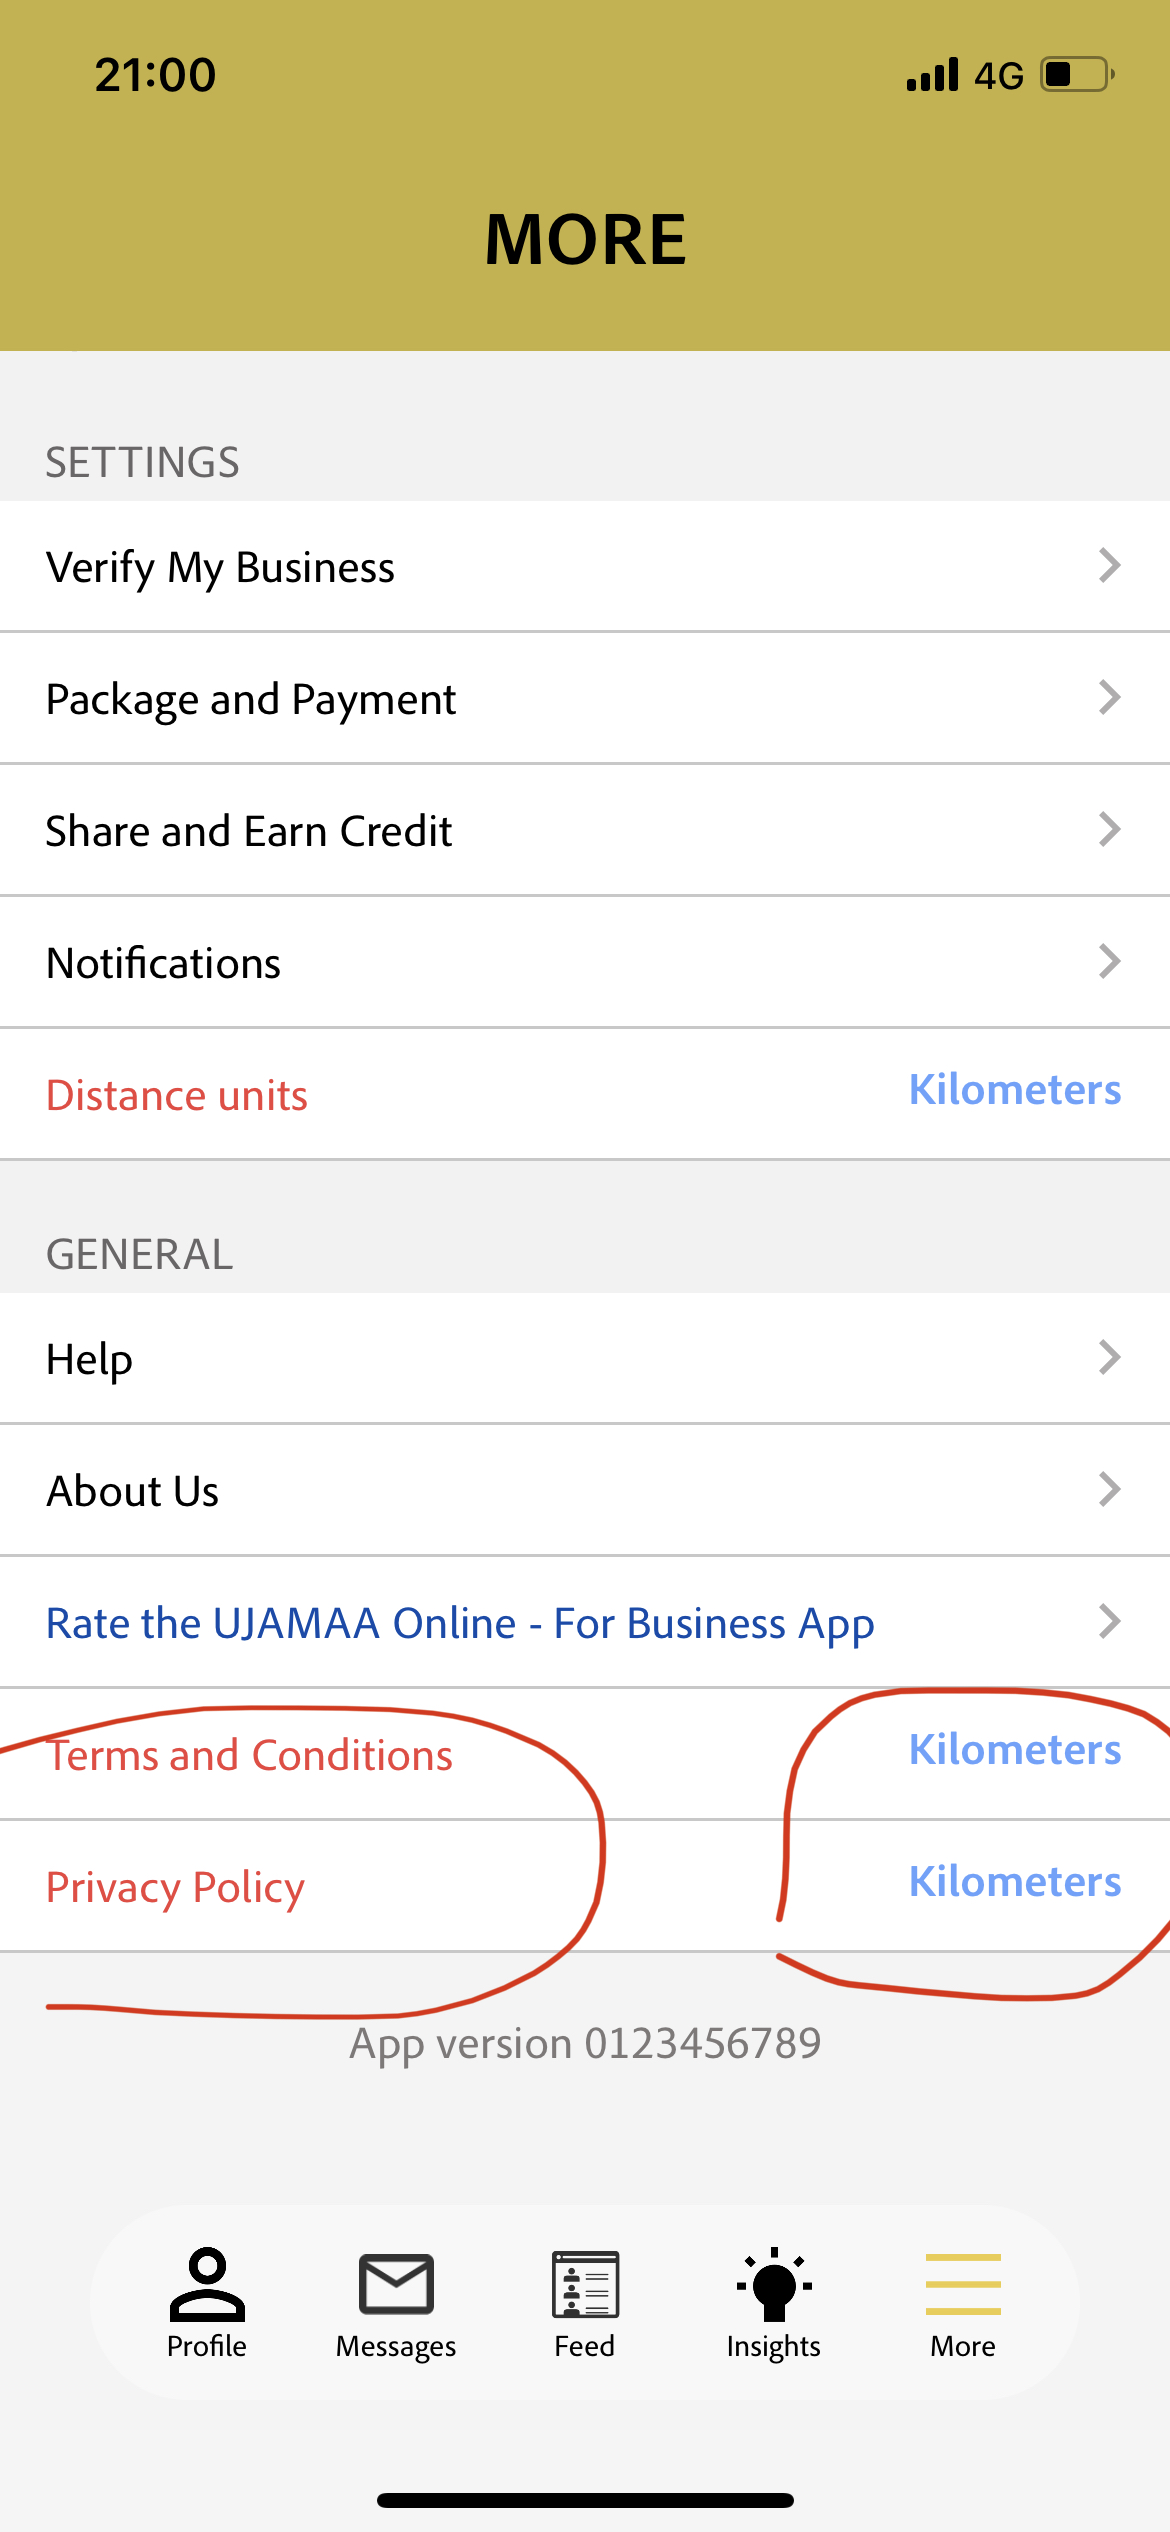 21:00 4G
MORE
SETTINGS
Verify My Business
Package and Payment
Share and Earn Credit
Notifications
Distance units Kilometers
GENERAL
Help
About Us
Rate the UJAMAA Online - For Business App
Terms and Conditions Kilometers
Privacy Policy Kilometers
App version 0123456789
Profile Messages Feed Insights More